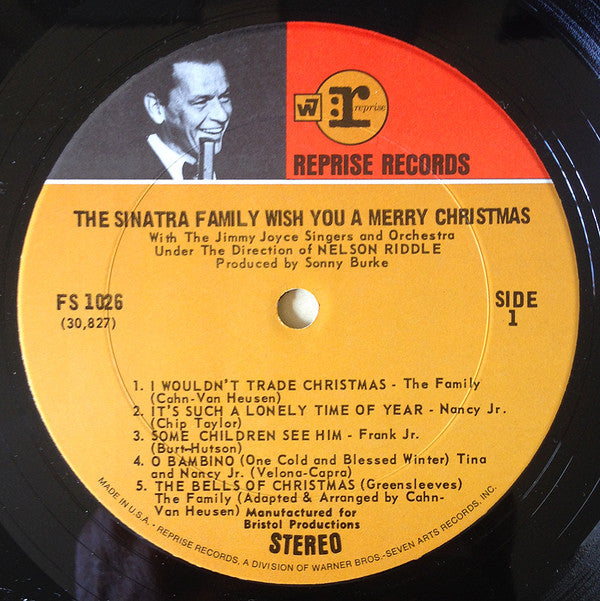 W7 r reprise
REPRISE RECORDS
THE SINATRA FAMILY WISH YOU A MERRY CHRISTMAS
With The Jimmy Joyce Singers and Orchestra
Under The Direction of NELSON RIDDLE
Produced by Sonny Burke
FS 1026
(30,827)
SIDE
1
1. I WOULDN'T TRADE CHRISTMAS - The Family
(Cahn-Van Heusen)
2. IT'S SUCH A LONELY TIME OF YEAR - Nancy Jr.
(Chip Taylor)
3. SOME CHILDREN SEE HIM - Frank Jr.
(Burt-Hutson)
4. O BAMBINO (One Cold and Blessed Winter) Tina
and Nancy Jr. (Velona-Capra)
5. THE BELLS OF CHRISTMAS (Greensleeves)
The Family (Adapted & Arranged by Cahn-
Van Heusen)
Manufactured for
Bristol Productions
STEREO
MADE IN U.S.A. - REPRISE RECORDS, A DIVISION OF WARNER BROS.-SEVEN ARTS RECORDS, INC.